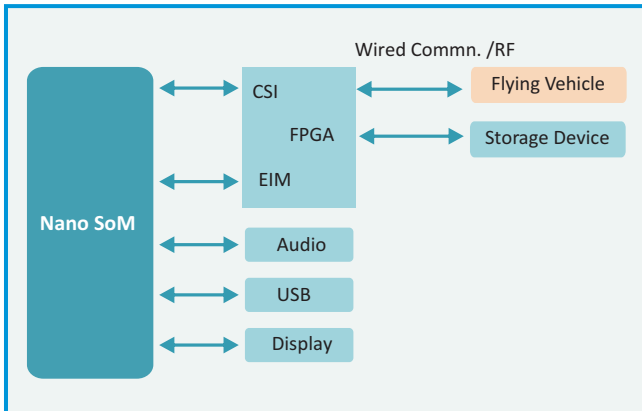 Wired Commn. /RF
CSI
Flying Vehicle
FPGA
Storage Device
EIM
Nano SoM
Audio
USB
Display